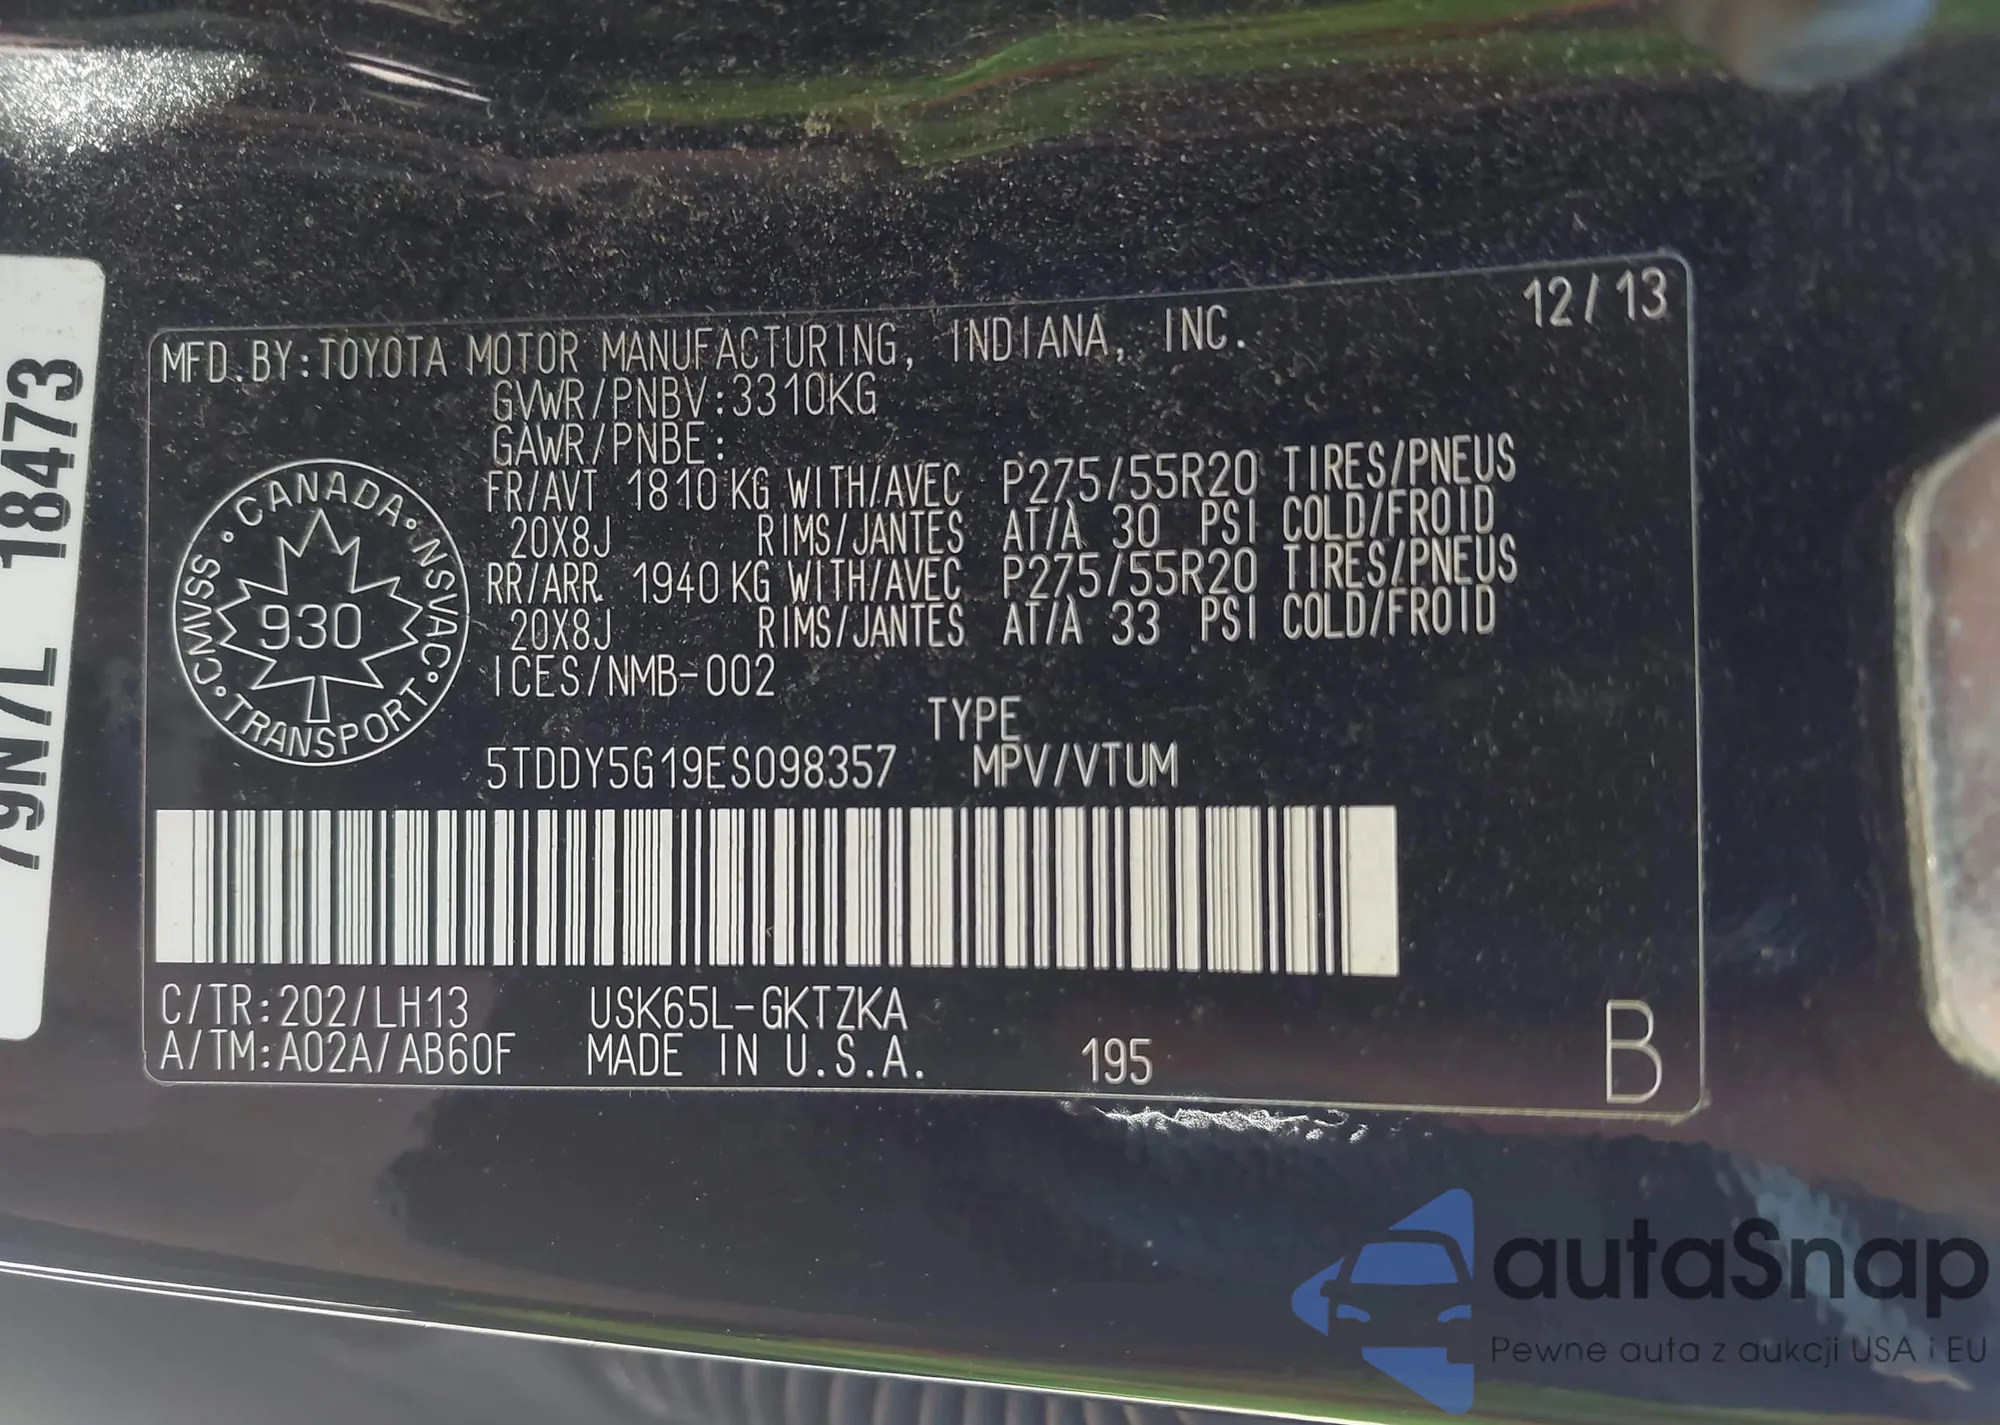 12/13
MFD.BY:TOYOTA MOTOR MANUFACTURING, INDIANA, INC.
GVWR/PNBV:3310KG
GAWR/PNBE:
FR/AVT 1810KG WITH/AVEC P275/55R20 TIRES/PNEUS
20X8J RIMS/JANTES AT/À 30 PSI COLD/FROID
RR/ARR 1940KG WITH/AVEC P275/55R20 TIRES/PNEUS
20X8J RIMS/JANTES AT/À 33 PSI COLD/FROID
ICES/NMB-002
CANADA·NSVAC·TRANSPORT·CMVSS·
930
TYPE
5TDDY5G19ES098357 MPV/VTUM
C/TR:202/LH13 USK65L-GKTZKA
A/TM:A02A/AB60F MADE IN U.S.A. 195 B
79N7L 18473
autaSnap
Pewne auta z aukcji USA i EU